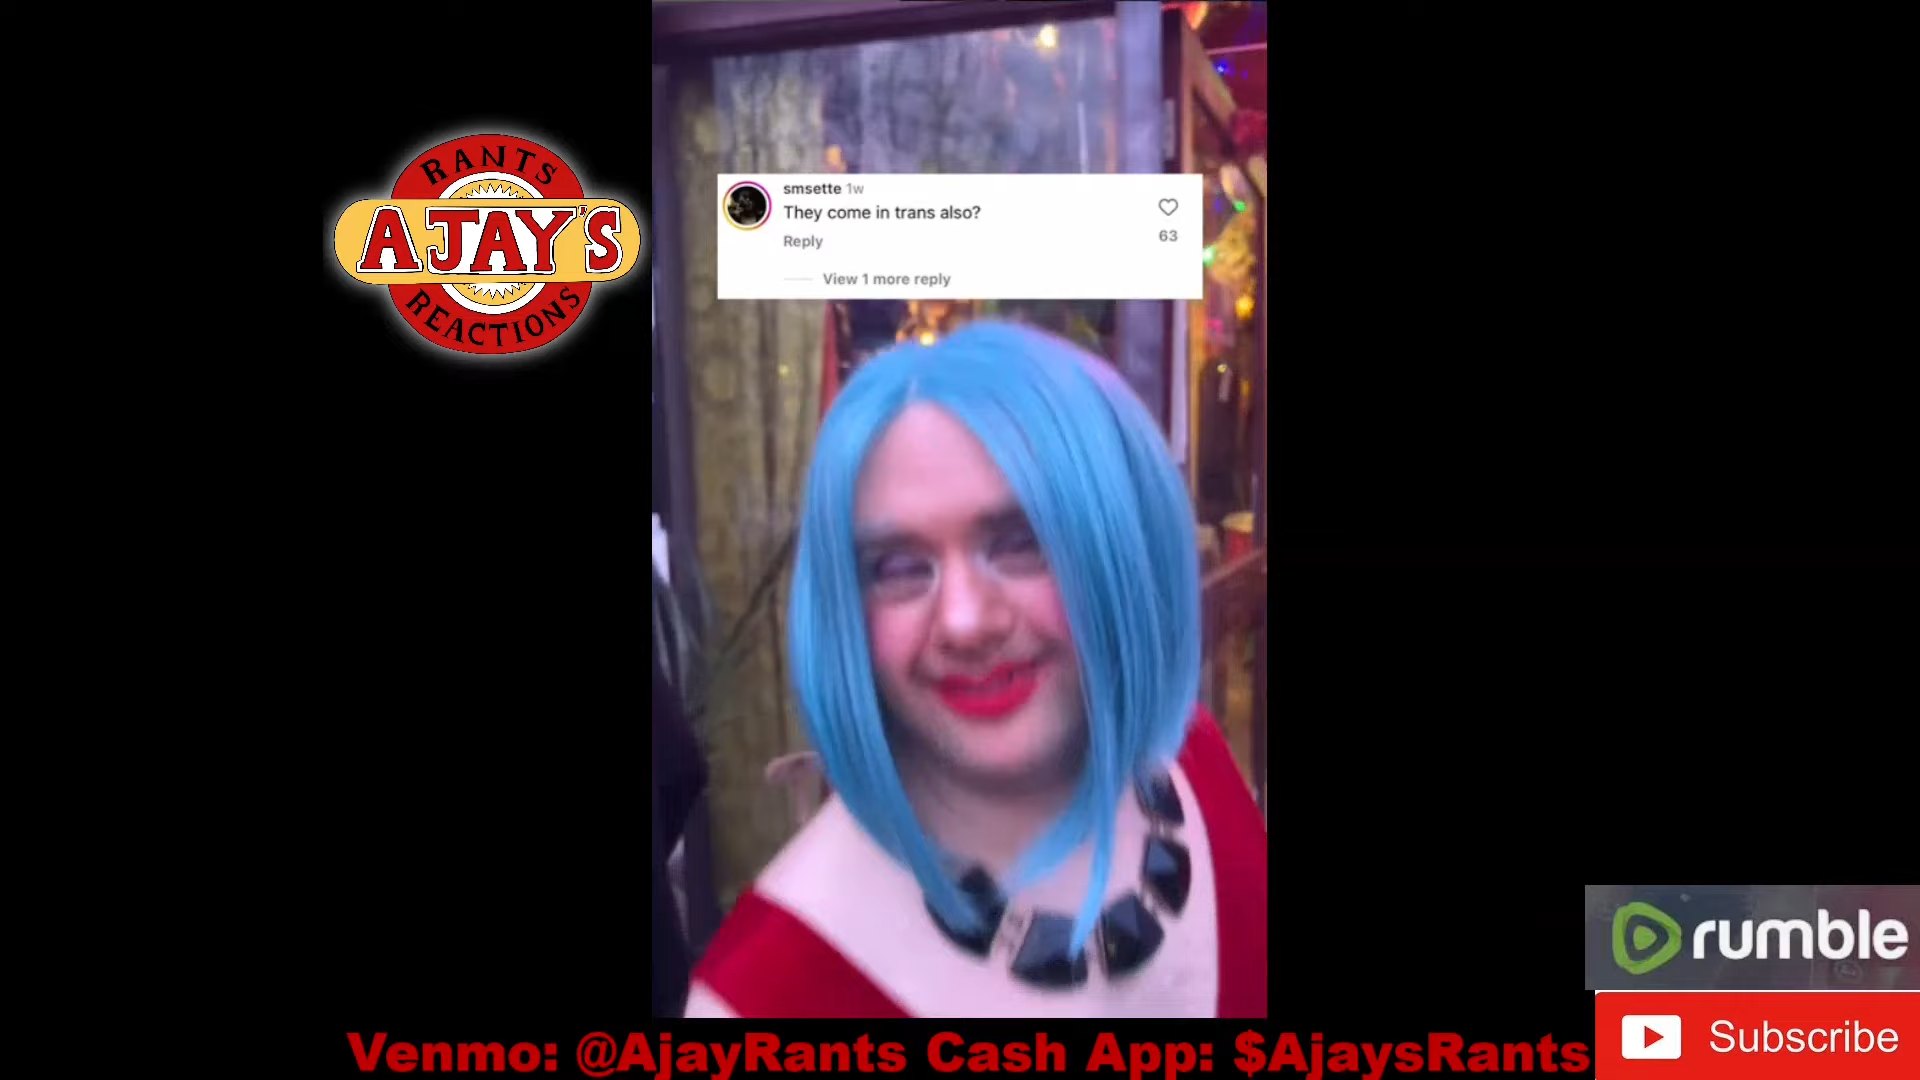 RANTS
AJAY'S
REACTIONS
smsette 1w
They come in trans also?
Reply
63
View 1 more reply
rumble
Subscribe
Venmo: @AjayRants Cash App: $AjaysRants